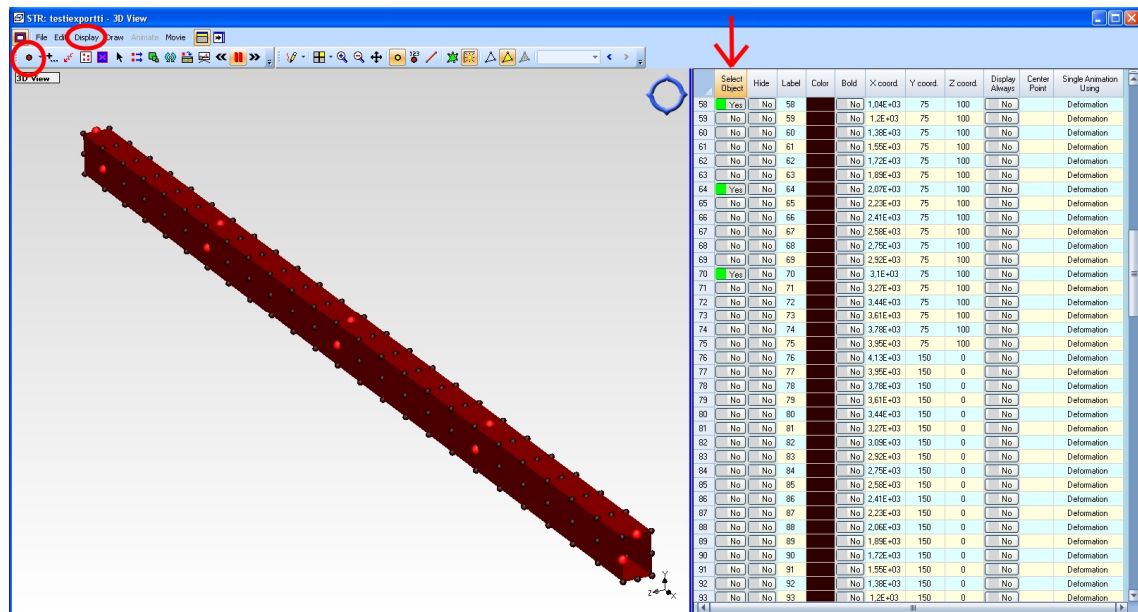 STR: testiexportti - 3D View
File Edit Display Draw Animate Movie
123
3D View
Y
Z
X
Select Object Hide Label Color Bold X coord. Y coord. Z coord. Display Always Center Point Single Animation Using
58 Yes No 58 No 1,04E+03 75 100 No Deformation
59 No No 59 No 1,2E+03 75 100 No Deformation
60 No No 60 No 1,38E+03 75 100 No Deformation
61 No No 61 No 1,55E+03 75 100 No Deformation
62 No No 62 No 1,72E+03 75 100 No Deformation
63 No No 63 No 1,89E+03 75 100 No Deformation
64 Yes No 64 No 2,07E+03 75 100 No Deformation
65 No No 65 No 2,23E+03 75 100 No Deformation
66 No No 66 No 2,41E+03 75 100 No Deformation
67 No No 67 No 2,58E+03 75 100 No Deformation
68 No No 68 No 2,75E+03 75 100 No Deformation
69 No No 69 No 2,92E+03 75 100 No Deformation
70 Yes No 70 No 3,1E+03 75 100 No Deformation
71 No No 71 No 3,27E+03 75 100 No Deformation
72 No No 72 No 3,44E+03 75 100 No Deformation
73 No No 73 No 3,61E+03 75 100 No Deformation
74 No No 74 No 3,78E+03 75 100 No Deformation
75 No No 75 No 3,95E+03 75 100 No Deformation
76 No No 76 No 4,13E+03 150 0 No Deformation
77 No No 77 No 3,95E+03 150 0 No Deformation
78 No No 78 No 3,78E+03 150 0 No Deformation
79 No No 79 No 3,61E+03 150 0 No Deformation
80 No No 80 No 3,44E+03 150 0 No Deformation
81 No No 81 No 3,27E+03 150 0 No Deformation
82 No No 82 No 3,09E+03 150 0 No Deformation
83 No No 83 No 2,92E+03 150 0 No Deformation
84 No No 84 No 2,75E+03 150 0 No Deformation
85 No No 85 No 2,58E+03 150 0 No Deformation
86 No No 86 No 2,41E+03 150 0 No Deformation
87 No No 87 No 2,23E+03 150 0 No Deformation
88 No No 88 No 2,06E+03 150 0 No Deformation
89 No No 89 No 1,89E+03 150 0 No Deformation
90 No No 90 No 1,72E+03 150 0 No Deformation
91 No No 91 No 1,55E+03 150 0 No Deformation
92 No No 92 No 1,38E+03 150 0 No Deformation
93 No No 93 No 1,2E+03 150 0 No Deformation